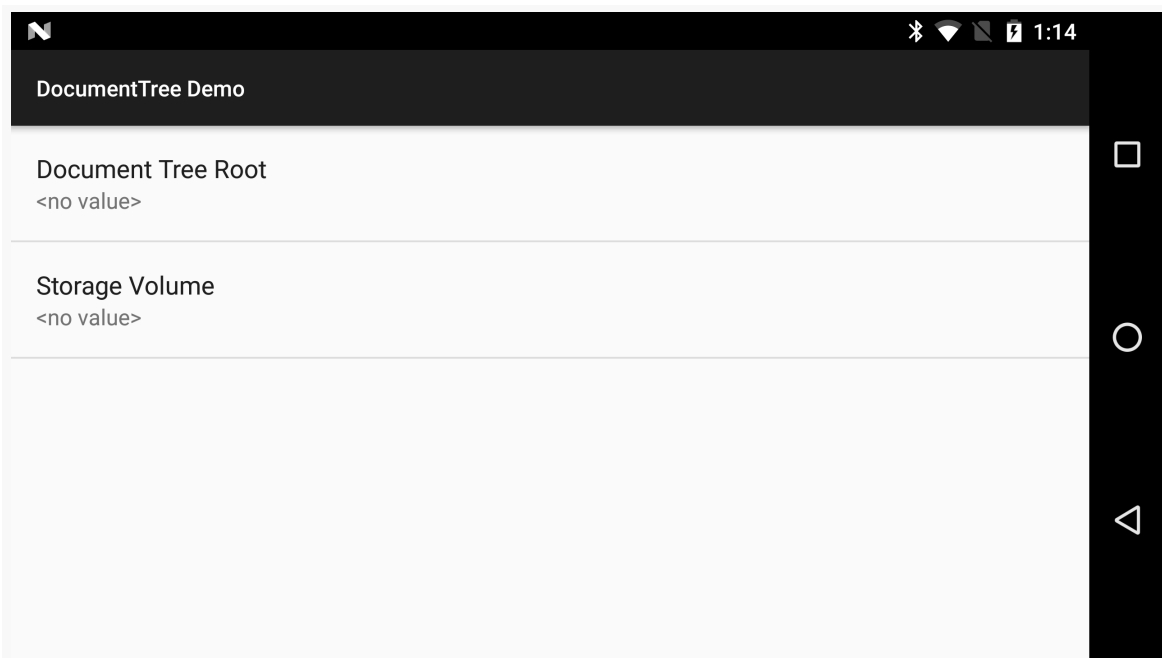 1:14
DocumentTree Demo
Document Tree Root
<no value>
Storage Volume
<no value>